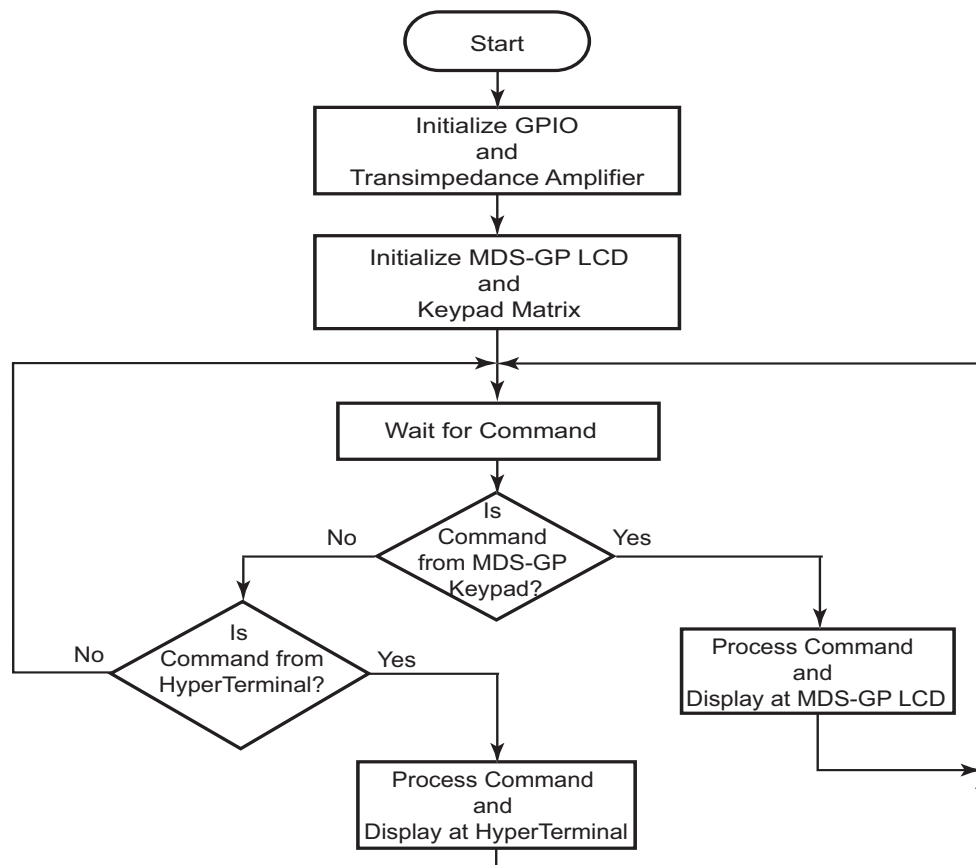 Start
Initialize GPIO
and
Transimpedance Amplifier
Initialize MDS-GP LCD
and
Keypad Matrix
Wait for Command
Is
Command
from MDS-GP
Keypad?
No
Yes
Is
Command from
HyperTerminal?
No
Yes
Process Command
and
Display at MDS-GP LCD
Process Command
and
Display at HyperTerminal